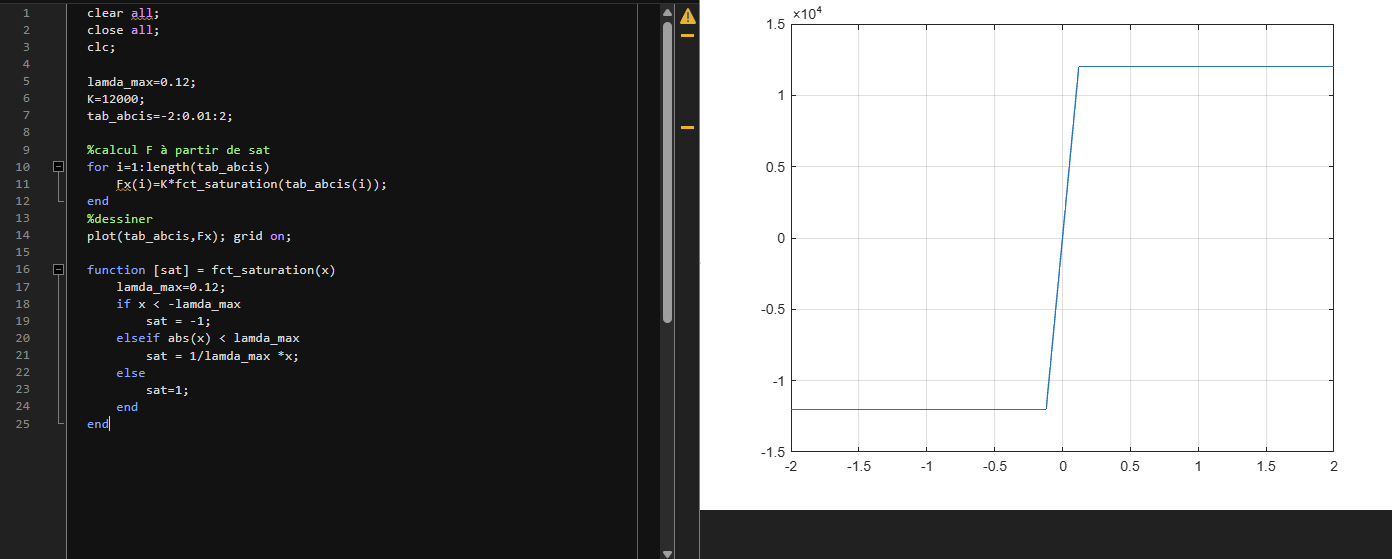 1 clear all;
2 close all;
3 clc;
4
5 lamda_max=0.12;
6 K=12000;
7 tab_abcis=-2:0.01:2;
8
9 %calcul F à partir de sat
10 for i=1:length(tab_abcis)
11     Fx(i)=K*fct_saturation(tab_abcis(i));
12 end
13 %dessiner
14 plot(tab_abcis,Fx); grid on;
15
16 function [sat] = fct_saturation(x)
17     lamda_max=0.12;
18     if x < -lamda_max
19         sat = -1;
20     elseif abs(x) < lamda_max
21         sat = 1/lamda_max *x;
22     else
23         sat=1;
24     end
25 end
×10⁴
1.5
1
0.5
0
-0.5
-1
-1.5
-2 -1.5 -1 -0.5 0 0.5 1 1.5 2